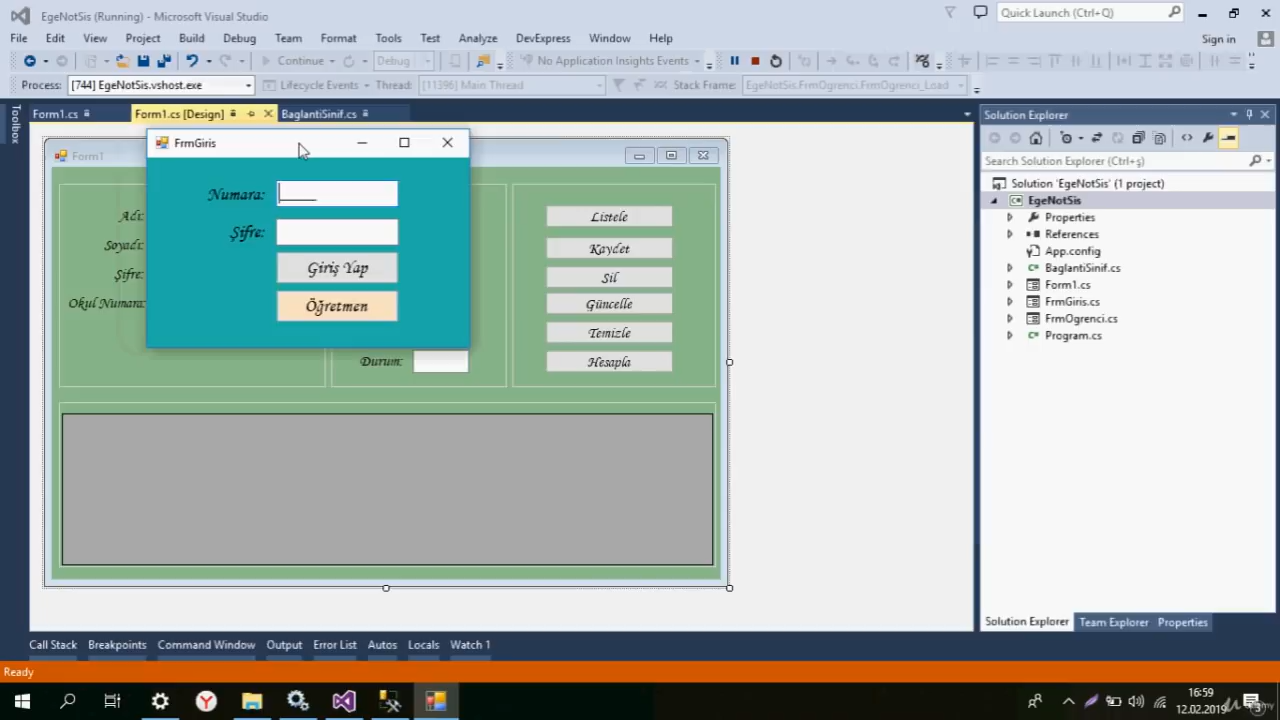 EgeNotSis (Running) - Microsoft Visual Studio
Quick Launch (Ctrl+Q)
File Edit View Project Build Debug Team Format Tools Test Analyze DevExpress Window Help
Sign in
Continue Debug No Application Insights Events
Process: [744] EgeNotSis.vshost.exe Lifecycle Events Thread: [11396] Main Thread Stack Frame: EgeNotSis.FrmOgrenci.FrmOgrenci_Load
Toolbox
Form1.cs Form1.cs [Design] BaglantiSinif.cs
FrmGiris
Numara:
Şifre:
Giriş Yap
Öğretmen
Form1
Adı:
Soyadı:
Şifre:
Okul Numara:
Durum:
Listele
Kaydet
Sil
Güncelle
Temizle
Hesapla
Solution Explorer
Search Solution Explorer (Ctrl+ş)
Solution 'EgeNotSis' (1 project)
EgeNotSis
Properties
References
App.config
BaglantiSinif.cs
Form1.cs
FrmGiris.cs
FrmOgrenci.cs
Program.cs
Solution Explorer Team Explorer Properties
Call Stack Breakpoints Command Window Output Error List Autos Locals Watch 1
Ready
16:59
12.02.2019